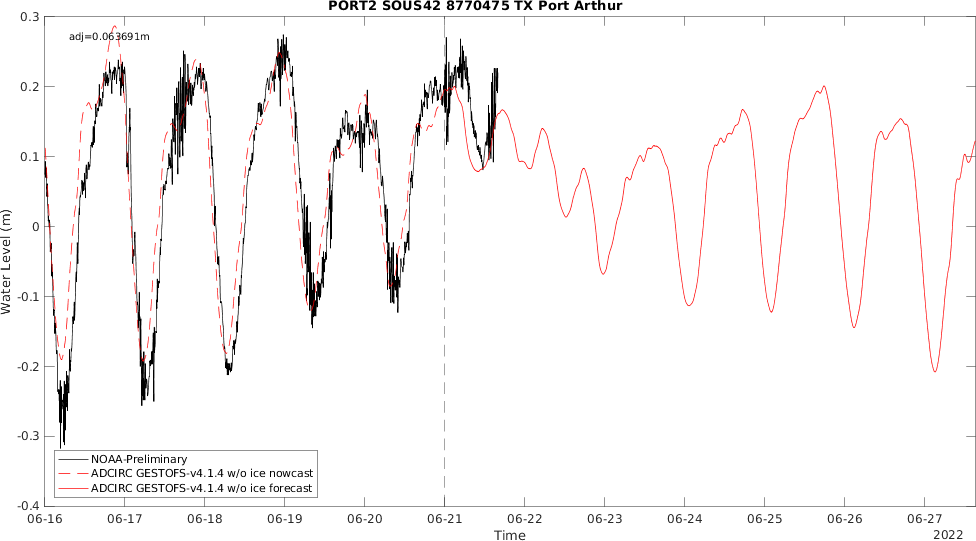 PORT2 SOUS42 8770475 TX Port Arthur
adj=0.063691m
0.3
0.2
0.1
0
-0.1
-0.2
-0.3
-0.4
Water Level (m)
NOAA-Preliminary
ADCIRC GESTOFS-v4.1.4 w/o ice nowcast
ADCIRC GESTOFS-v4.1.4 w/o ice forecast
06-16 06-17 06-18 06-19 06-20 06-21 06-22 06-23 06-24 06-25 06-26 06-27
Time
2022